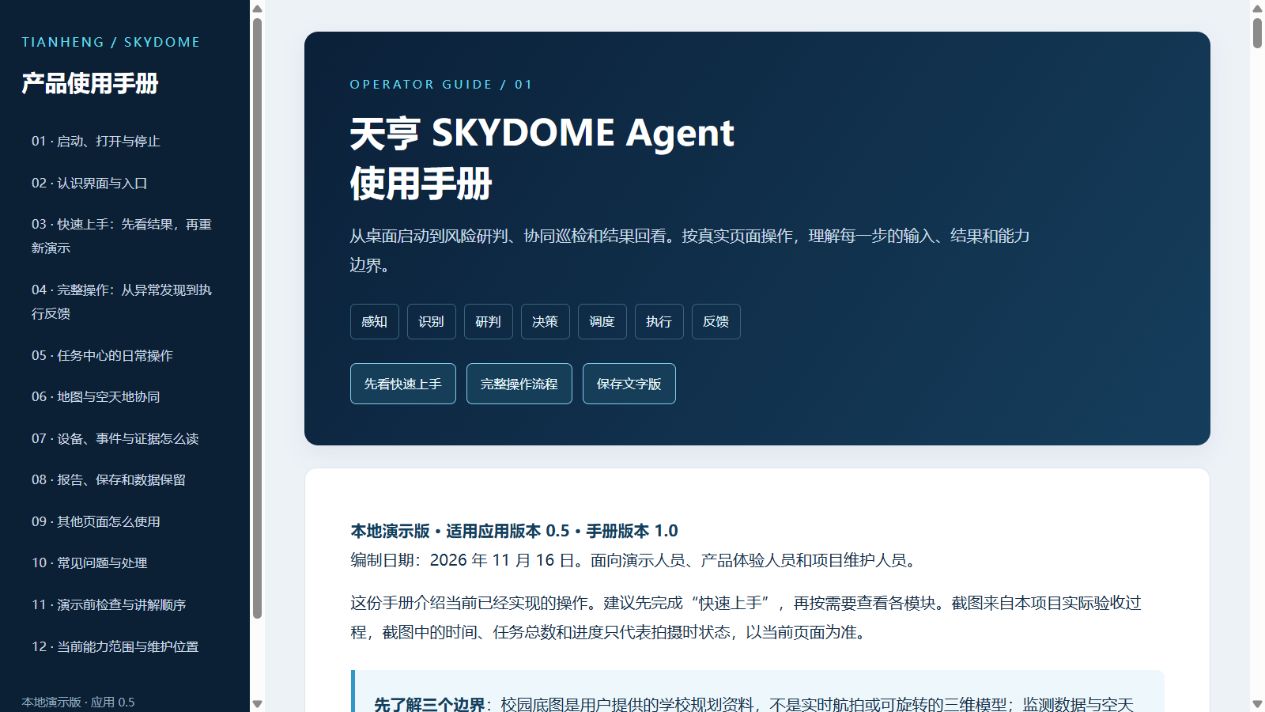 TIANHENG / SKYDOME
产品使用手册
01 · 启动、打开与停止
02 · 认识界面与入口
03 · 快速上手：先看结果，再重
新演示
04 · 完整操作：从异常发现到执
行反馈
05 · 任务中心的日常操作
06 · 地图与空天地协同
07 · 设备、事件与证据怎么读
08 · 报告、保存和数据保留
09 · 其他页面怎么使用
10 · 常见问题与处理
11 · 演示前检查与讲解顺序
12 · 当前能力范围与维护位置
本地演示版 · 应用 0.5
OPERATOR GUIDE / 01
天亨 SKYDOME Agent
使用手册
从桌面启动到风险研判、协同巡检和结果回看。按真实页面操作，理解每一步的输入、结果和能力
边界。
感知 识别 研判 决策 调度 执行 反馈
先看快速上手 完整操作流程 保存文字版
本地演示版 · 适用应用版本 0.5 · 手册版本 1.0
编制日期：2026 年 11 月 16 日。面向演示人员、产品体验人员和项目维护人员。
这份手册介绍当前已经实现的操作。建议先完成“快速上手”，再按需要查看各模块。截图来自本项目实际验收过
程，截图中的时间、任务总数和进度只代表拍摄时状态，以当前页面为准。
先了解三个边界：校园底图是用户提供的学校规划资料，不是实时航拍或可旋转的三维模型；监测数据与空天